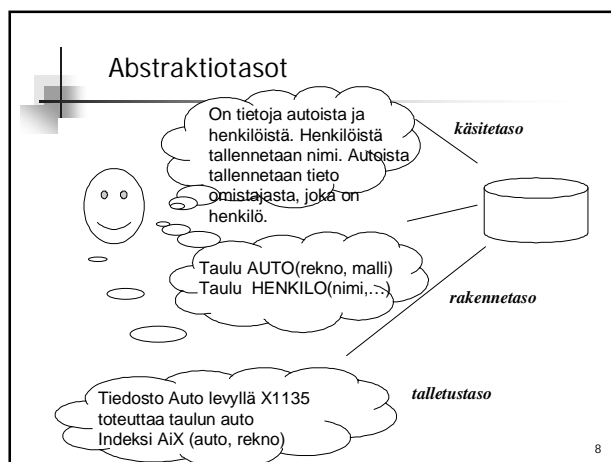 Abstraktiotasot
On tietoja autoista ja
henkilöistä. Henkilöistä
tallennetaan nimi. Autoista
tallennetaan tieto
omistajasta, joka on
henkilö.
käsitetaso
Taulu AUTO(rekno, malli)
Taulu HENKILO(nimi,…)
rakennetaso
Tiedosto Auto levyllä X1135
toteuttaa taulun auto
Indeksi AiX (auto, rekno)
talletustaso
8